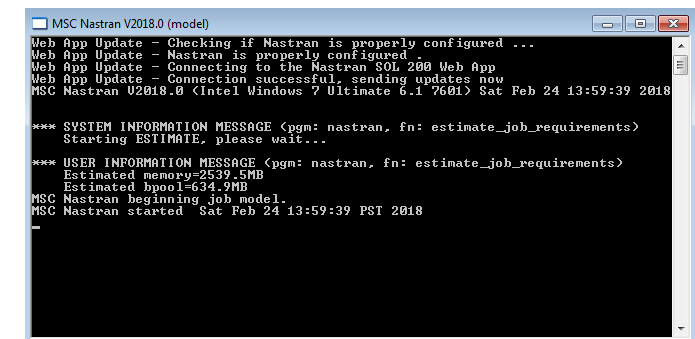 MSC Nastran V2018.0 (model)
Web App Update - Checking if Nastran is properly configured ...
Web App Update - Nastran is properly configured .
Web App Update - Connecting to the Nastran SOL 200 Web App
Web App Update - Connection successful, sending updates now
MSC Nastran V2018.0 (Intel Windows 7 Ultimate 6.1 7601) Sat Feb 24 13:59:39 2018
*** SYSTEM INFORMATION MESSAGE (pgm: nastran, fn: estimate_job_requirements)
Starting ESTIMATE, please wait...
*** USER INFORMATION MESSAGE (pgm: nastran, fn: estimate_job_requirements)
Estimated memory=2539.5MB
Estimated bpool=634.9MB
MSC Nastran beginning job model.
MSC Nastran started  Sat Feb 24 13:59:39 PST 2018